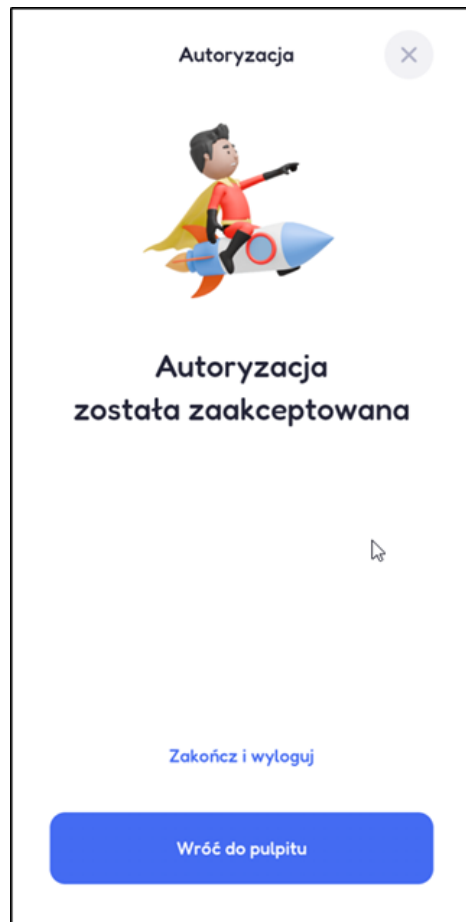 Autoryzacja
Autoryzacja
została zaakceptowana
Zakończ i wyloguj
Wróć do pulpitu